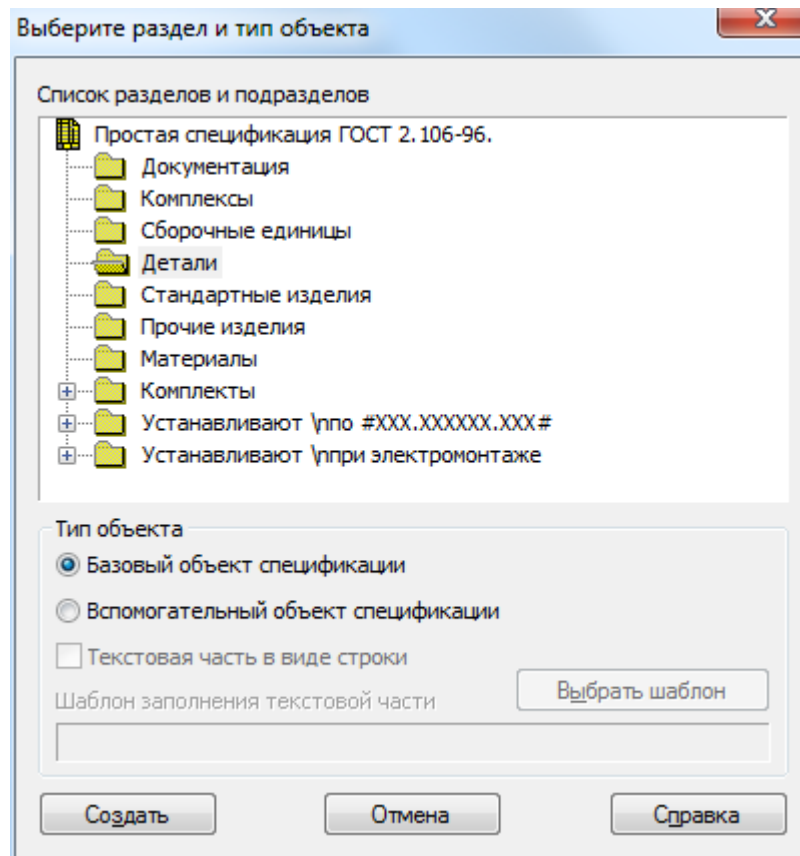 Выберите раздел и тип объекта
Список разделов и подразделов
Простая спецификация ГОСТ 2.106-96.
Документация
Комплексы
Сборочные единицы
Детали
Стандартные изделия
Прочие изделия
Материалы
Комплекты
Устанавливают \nпо #XXX.XXXXXX.XXX#
Устанавливают \nпри электромонтаже
Тип объекта
Базовый объект спецификации
Вспомогательный объект спецификации
Текстовая часть в виде строки
Шаблон заполнения текстовой части
Выбрать шаблон
Создать Отмена Справка